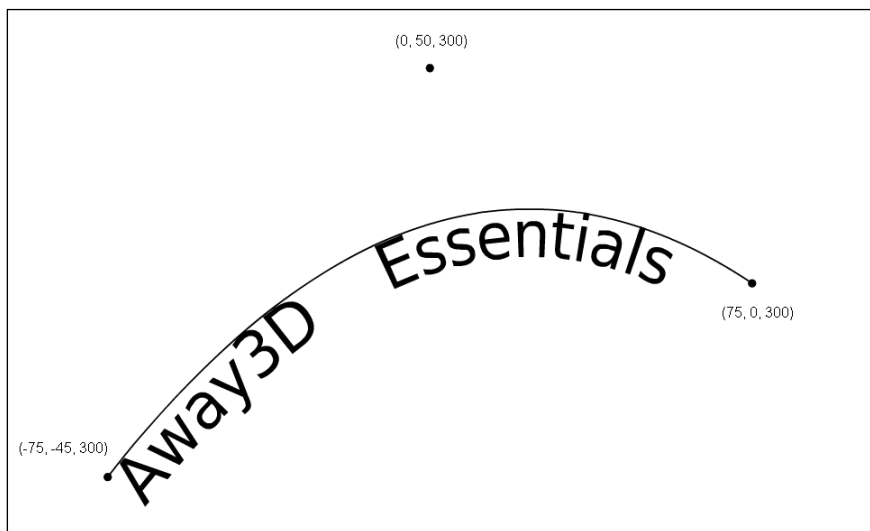 (0, 50, 300)
Away3D Essentials
(75, 0, 300)
(-75, -45, 300)